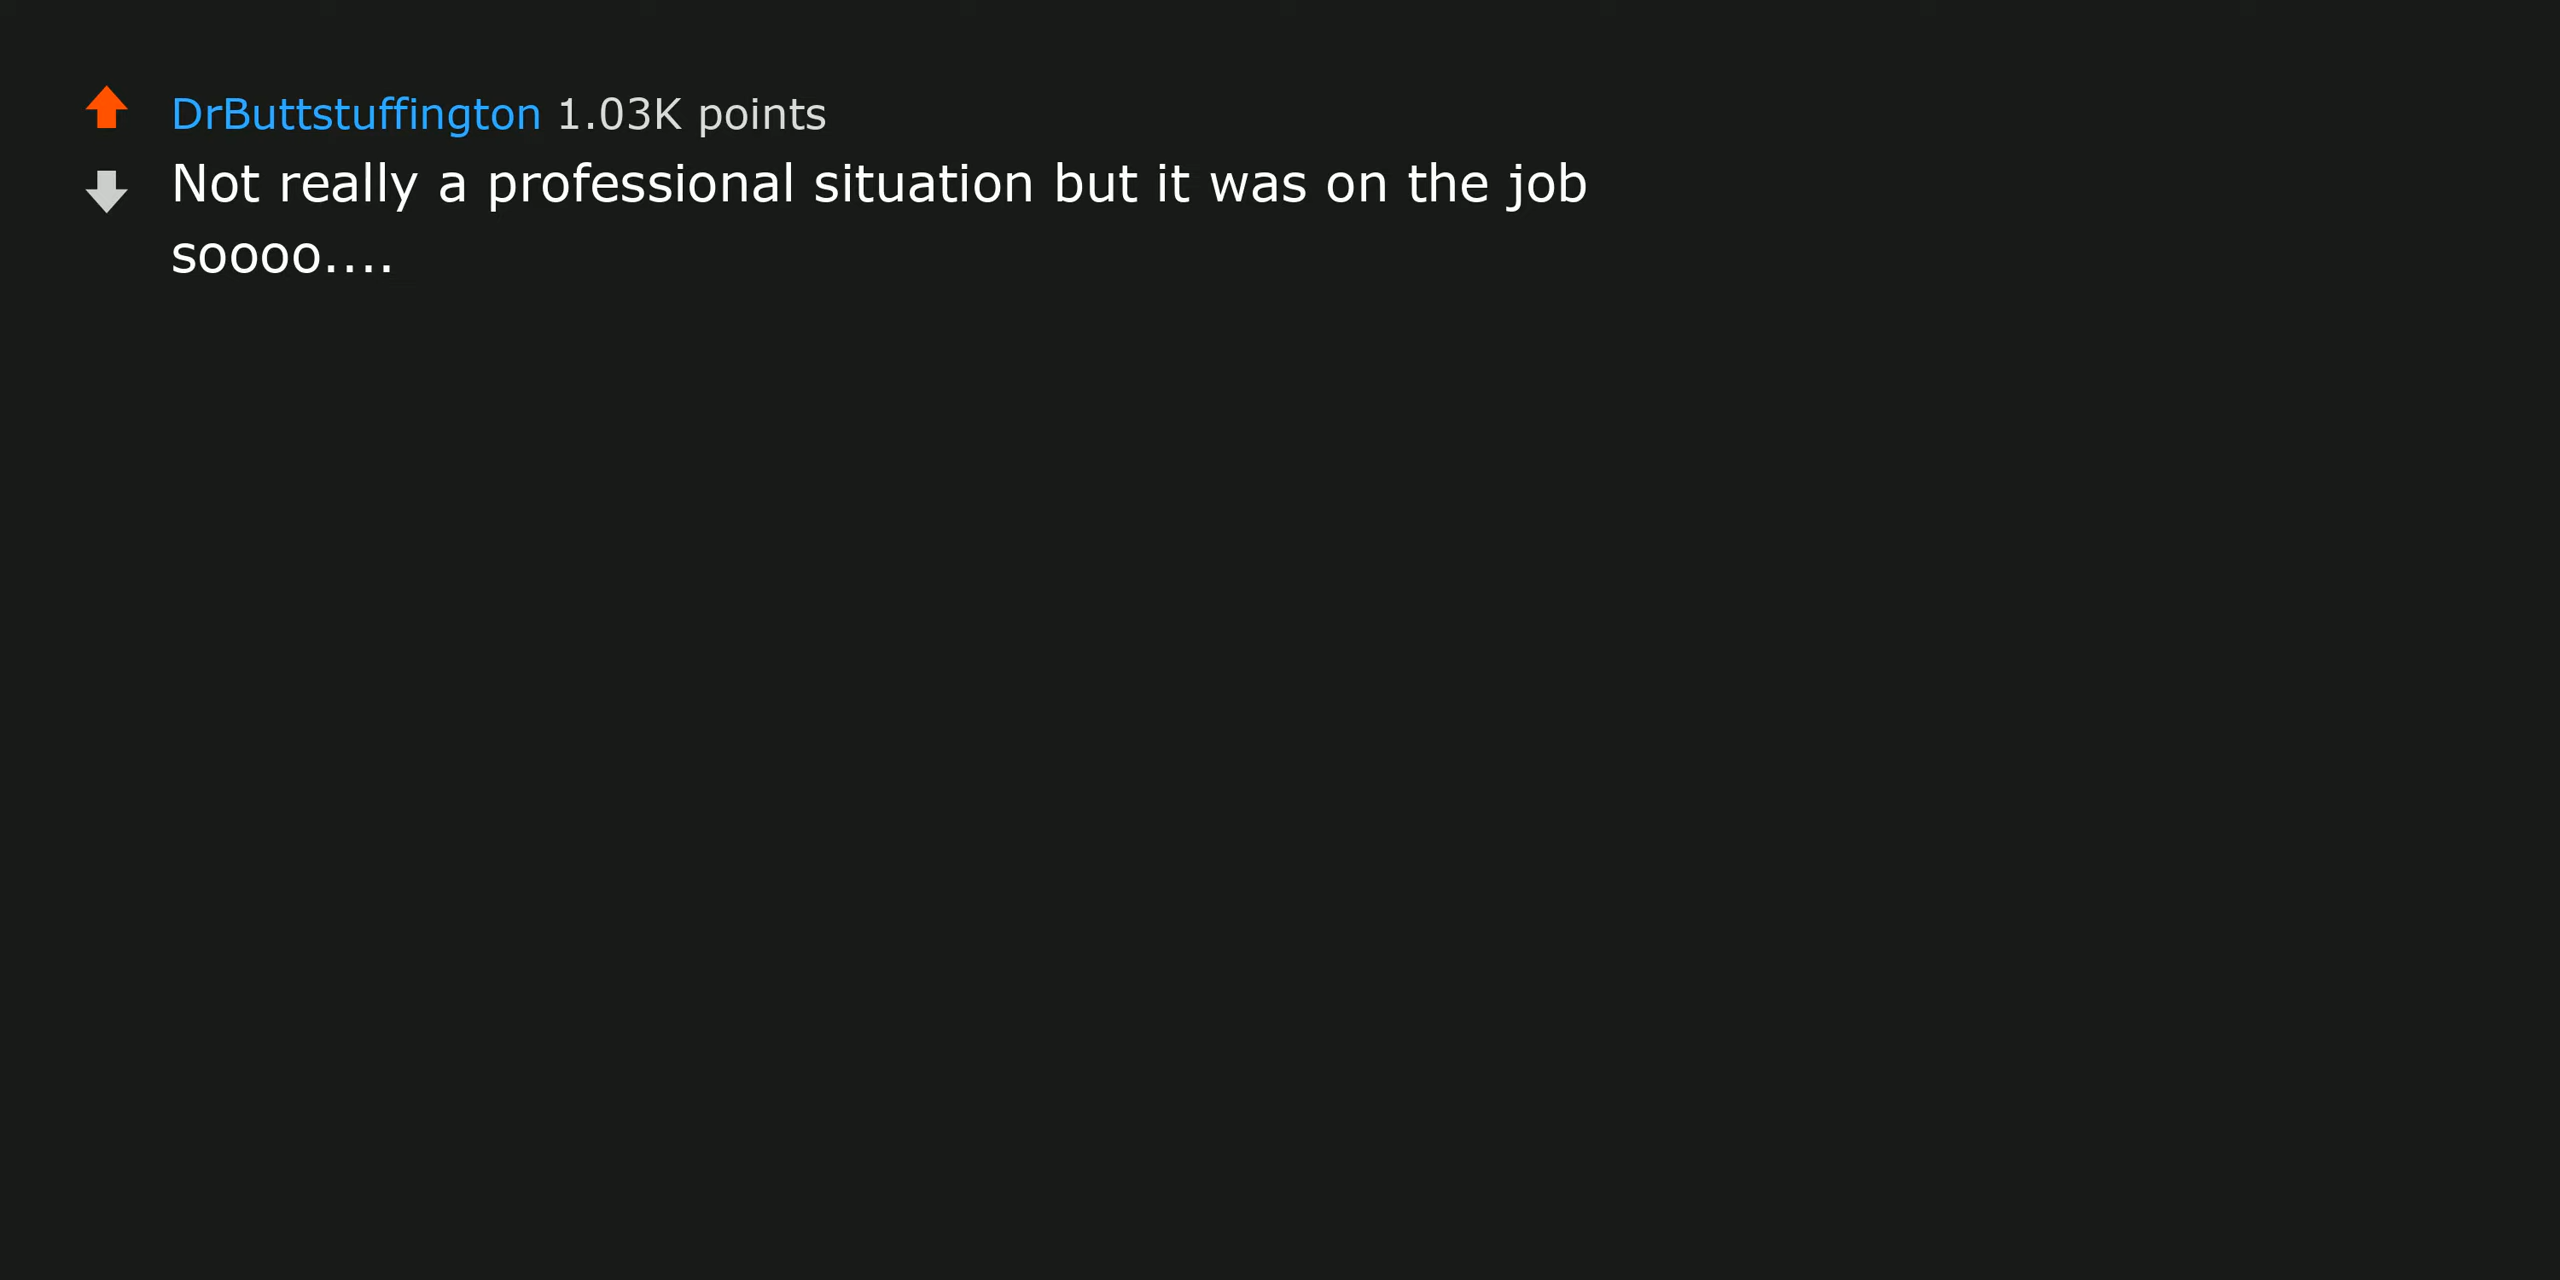 DrButtstuffington 1.03K points
Not really a professional situation but it was on the job
soooo....